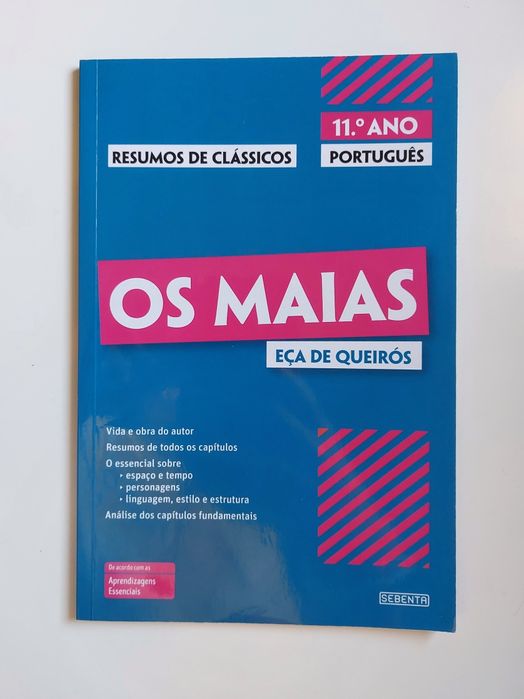 11.º ANO
RESUMOS DE CLÁSSICOS
PORTUGUÊS
OS MAIAS
EÇA DE QUEIRÓS
Vida e obra do autor
Resumos de todos os capítulos
O essencial sobre
‣ espaço e tempo
‣ personagens
‣ linguagem, estilo e estrutura
Análise dos capítulos fundamentais
De acordo com as
Aprendizagens
Essenciais
SEBENTA